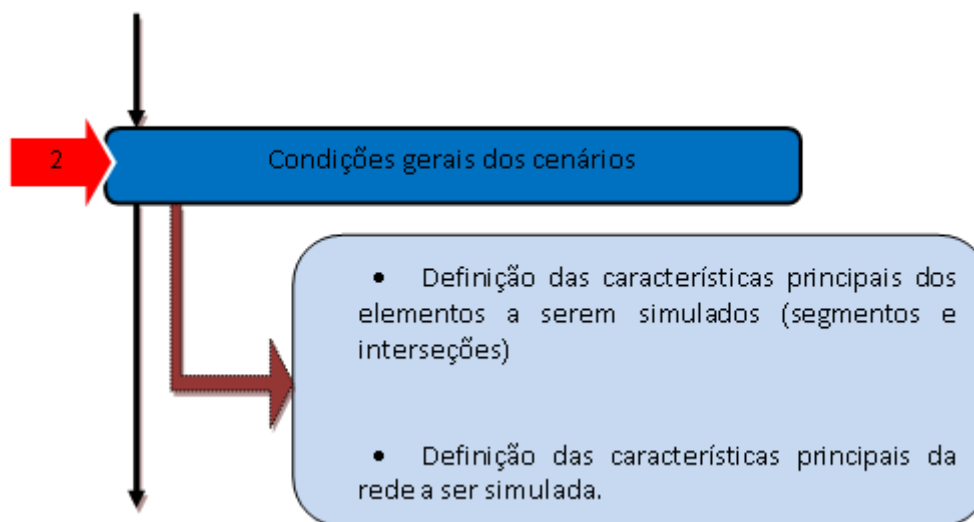 2
Condições gerais dos cenários
• Definição das características principais dos
elementos a serem simulados (segmentos e
interseções)
• Definição das características principais da
rede a ser simulada.